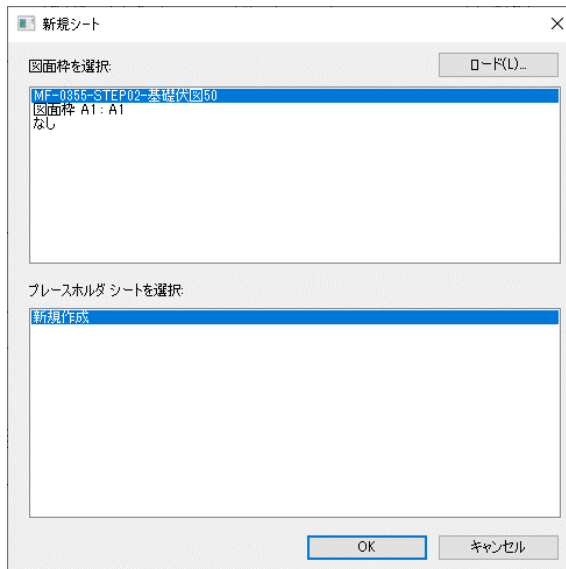 新規シート
図面枠を選択:
ロード(L)...
MF-0355-STEP02-基礎伏図50
図面枠 A1 : A1
なし
プレースホルダ シートを選択:
新規作成
OK
キャンセル